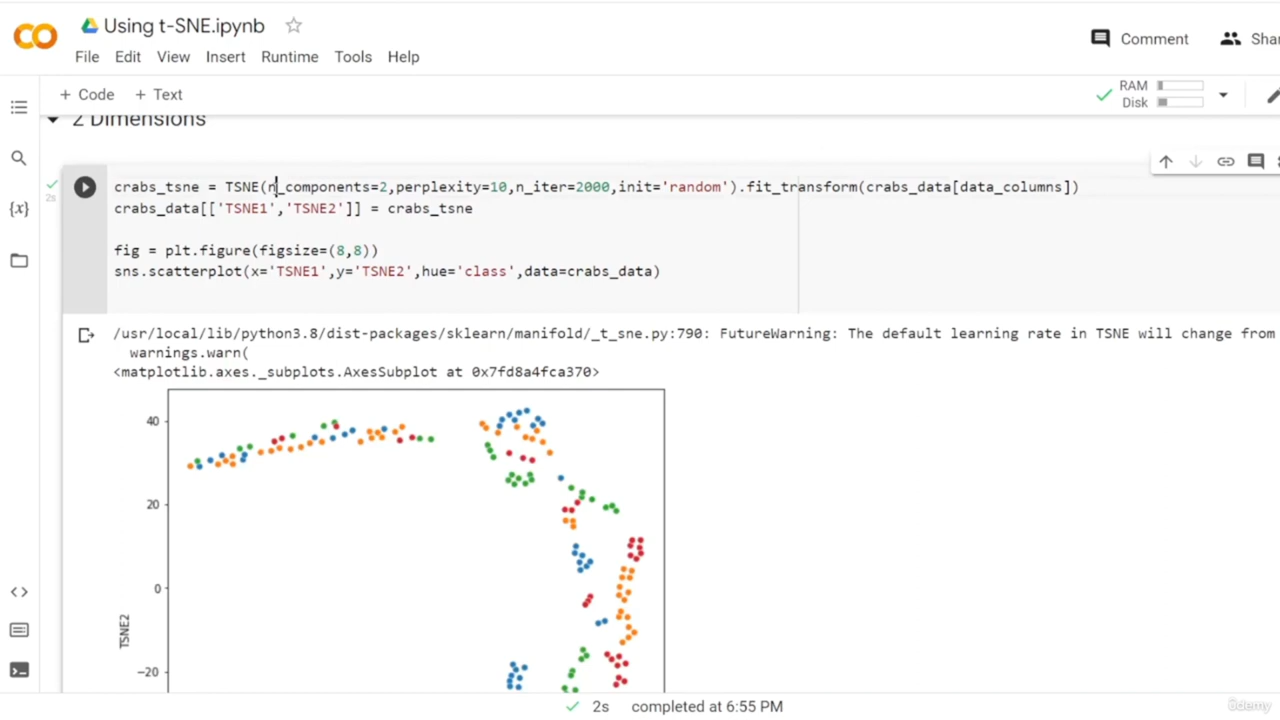 Using t-SNE.ipynb
Comment
File Edit View Insert Runtime Tools Help
+ Code + Text
RAM
Disk
2 Dimensions
2s
crabs_tsne = TSNE(n_components=2,perplexity=10,n_iter=2000,init='random').fit_transform(crabs_data[data_columns])
crabs_data[['TSNE1','TSNE2']] = crabs_tsne
{x}
fig = plt.figure(figsize=(8,8))
sns.scatterplot(x='TSNE1',y='TSNE2',hue='class',data=crabs_data)
/usr/local/lib/python3.8/dist-packages/sklearn/manifold/_t_sne.py:790: FutureWarning: The default learning rate in TSNE will change from
warnings.warn(
<matplotlib.axes._subplots.AxesSubplot at 0x7fd8a4fca370>
40
20
0
TSNE2
−20
2s completed at 6:55 PM
ûdemy